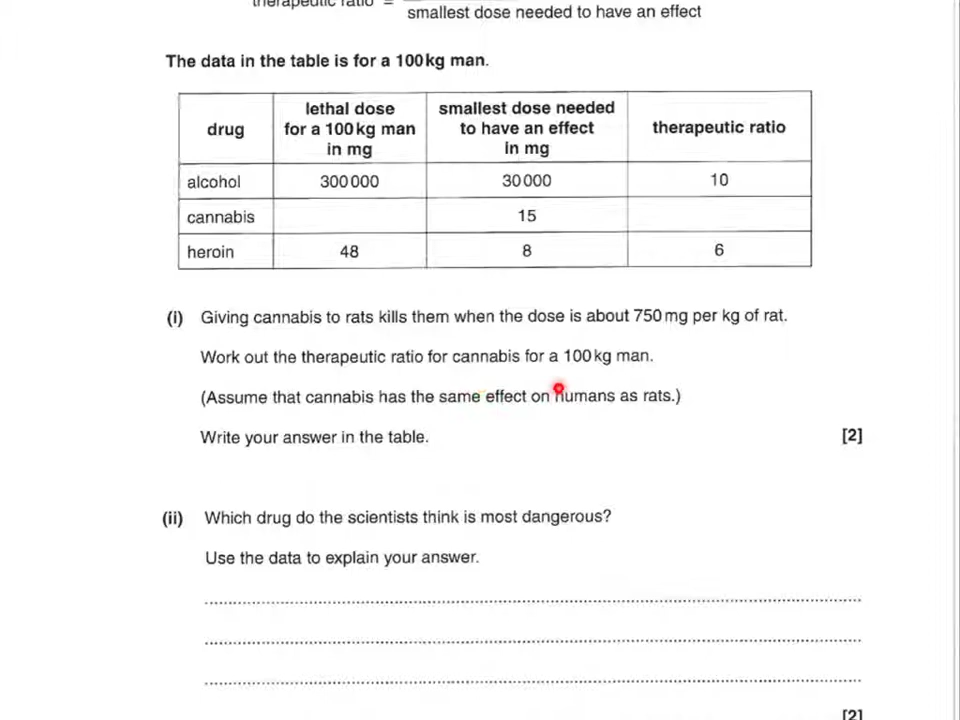 therapeutic ratio =
smallest dose needed to have an effect
The data in the table is for a 100 kg man.
drug
lethal dose
for a 100 kg man
in mg
smallest dose needed
to have an effect
in mg
therapeutic ratio
alcohol 300 000 30 000 10
cannabis 15
heroin 48 8 6
(i) Giving cannabis to rats kills them when the dose is about 750 mg per kg of rat.
Work out the therapeutic ratio for cannabis for a 100 kg man.
(Assume that cannabis has the same effect on humans as rats.)
Write your answer in the table. [2]
(ii) Which drug do the scientists think is most dangerous?
Use the data to explain your answer.
[2]